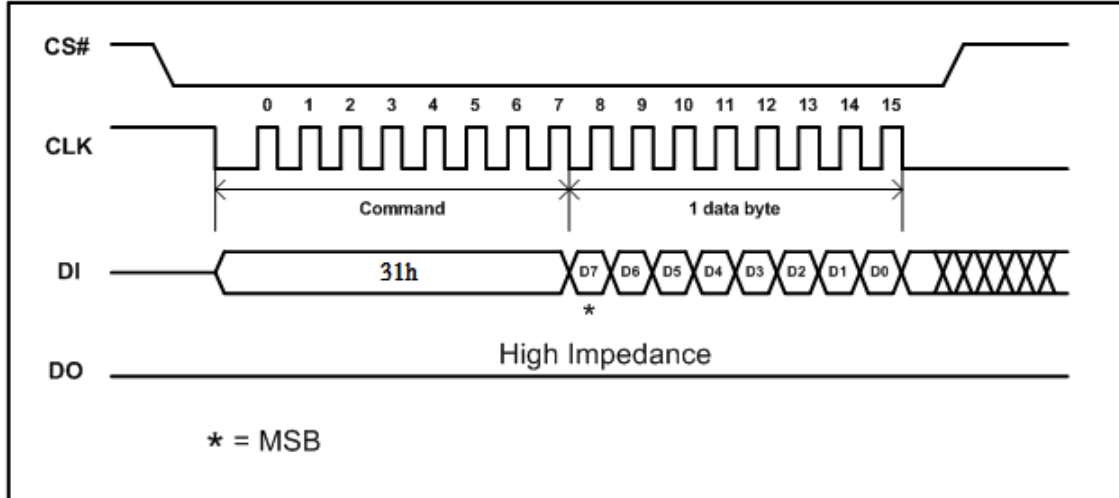 CS#
0 1 2 3 4 5 6 7 8 9 10 11 12 13 14 15
CLK
Command 1 data byte
DI 31h D7 D6 D5 D4 D3 D2 D1 D0
*
High Impedance
DO
* = MSB